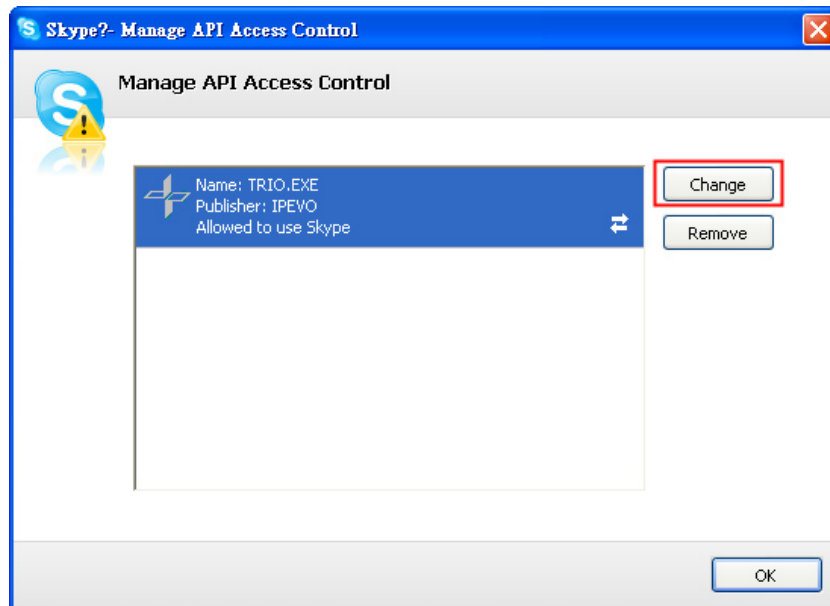 Skype?- Manage API Access Control
Manage API Access Control
Name: TRIO.EXE
Publisher: IPEVO
Allowed to use Skype
Change
Remove
OK